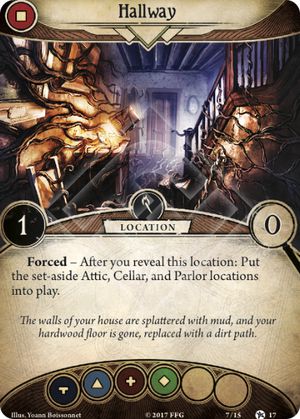 Hallway
1
LOCATION
0
Forced – After you reveal this location: Put
the set-aside Attic, Cellar, and Parlor locations
into play.
The walls of your house are splattered with mud, and your
hardwood floor is gone, replaced with a dirt path.
Illus. Yoann Boissonnet
© 2017 FFG
7/15
17